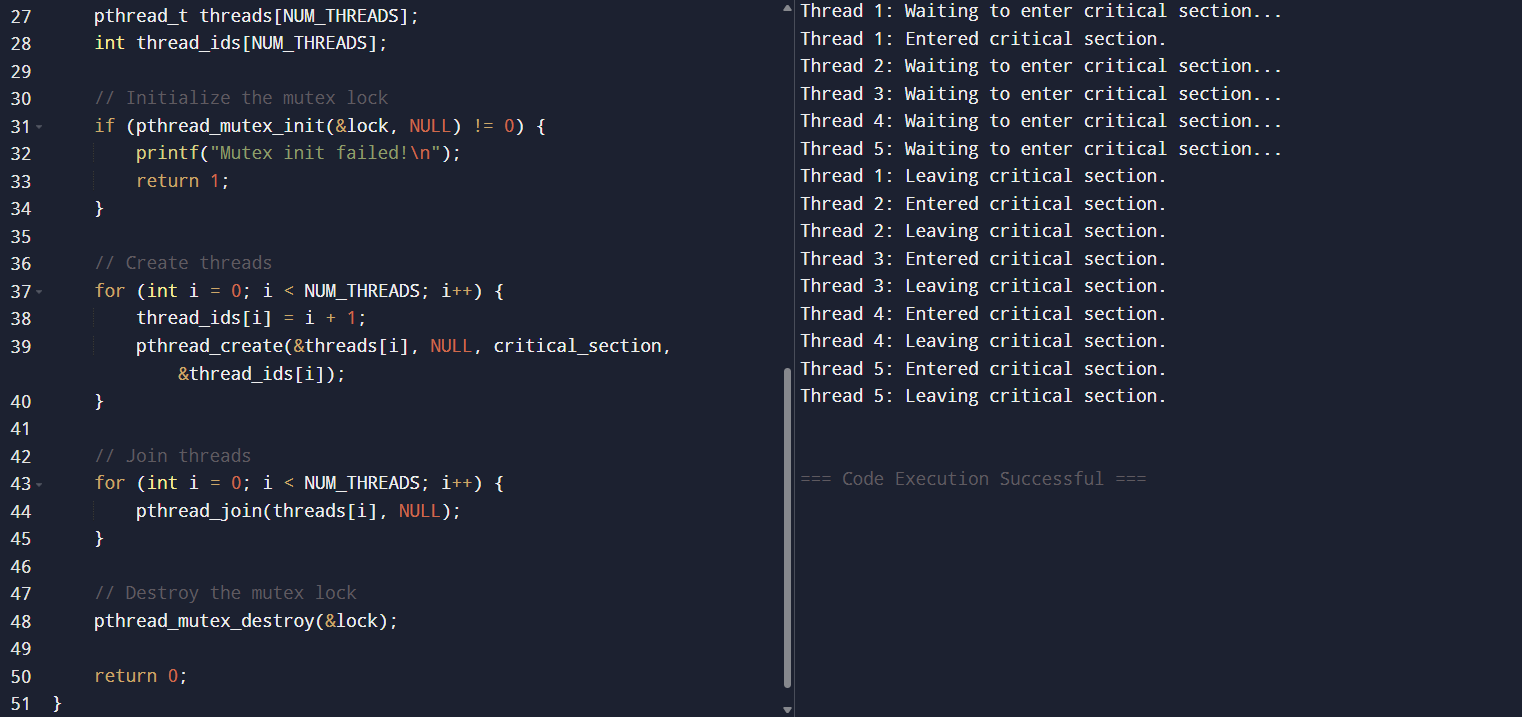 27 pthread_t threads[NUM_THREADS];
28 int thread_ids[NUM_THREADS];
29
30 // Initialize the mutex lock
31 if (pthread_mutex_init(&lock, NULL) != 0) {
32 printf("Mutex init failed!\n");
33 return 1;
34 }
35
36 // Create threads
37 for (int i = 0; i < NUM_THREADS; i++) {
38 thread_ids[i] = i + 1;
39 pthread_create(&threads[i], NULL, critical_section,
&thread_ids[i]);
40 }
41
42 // Join threads
43 for (int i = 0; i < NUM_THREADS; i++) {
44 pthread_join(threads[i], NULL);
45 }
46
47 // Destroy the mutex lock
48 pthread_mutex_destroy(&lock);
49
50 return 0;
51 }
Thread 1: Waiting to enter critical section...
Thread 1: Entered critical section.
Thread 2: Waiting to enter critical section...
Thread 3: Waiting to enter critical section...
Thread 4: Waiting to enter critical section...
Thread 5: Waiting to enter critical section...
Thread 1: Leaving critical section.
Thread 2: Entered critical section.
Thread 2: Leaving critical section.
Thread 3: Entered critical section.
Thread 3: Leaving critical section.
Thread 4: Entered critical section.
Thread 4: Leaving critical section.
Thread 5: Entered critical section.
Thread 5: Leaving critical section.
=== Code Execution Successful ===